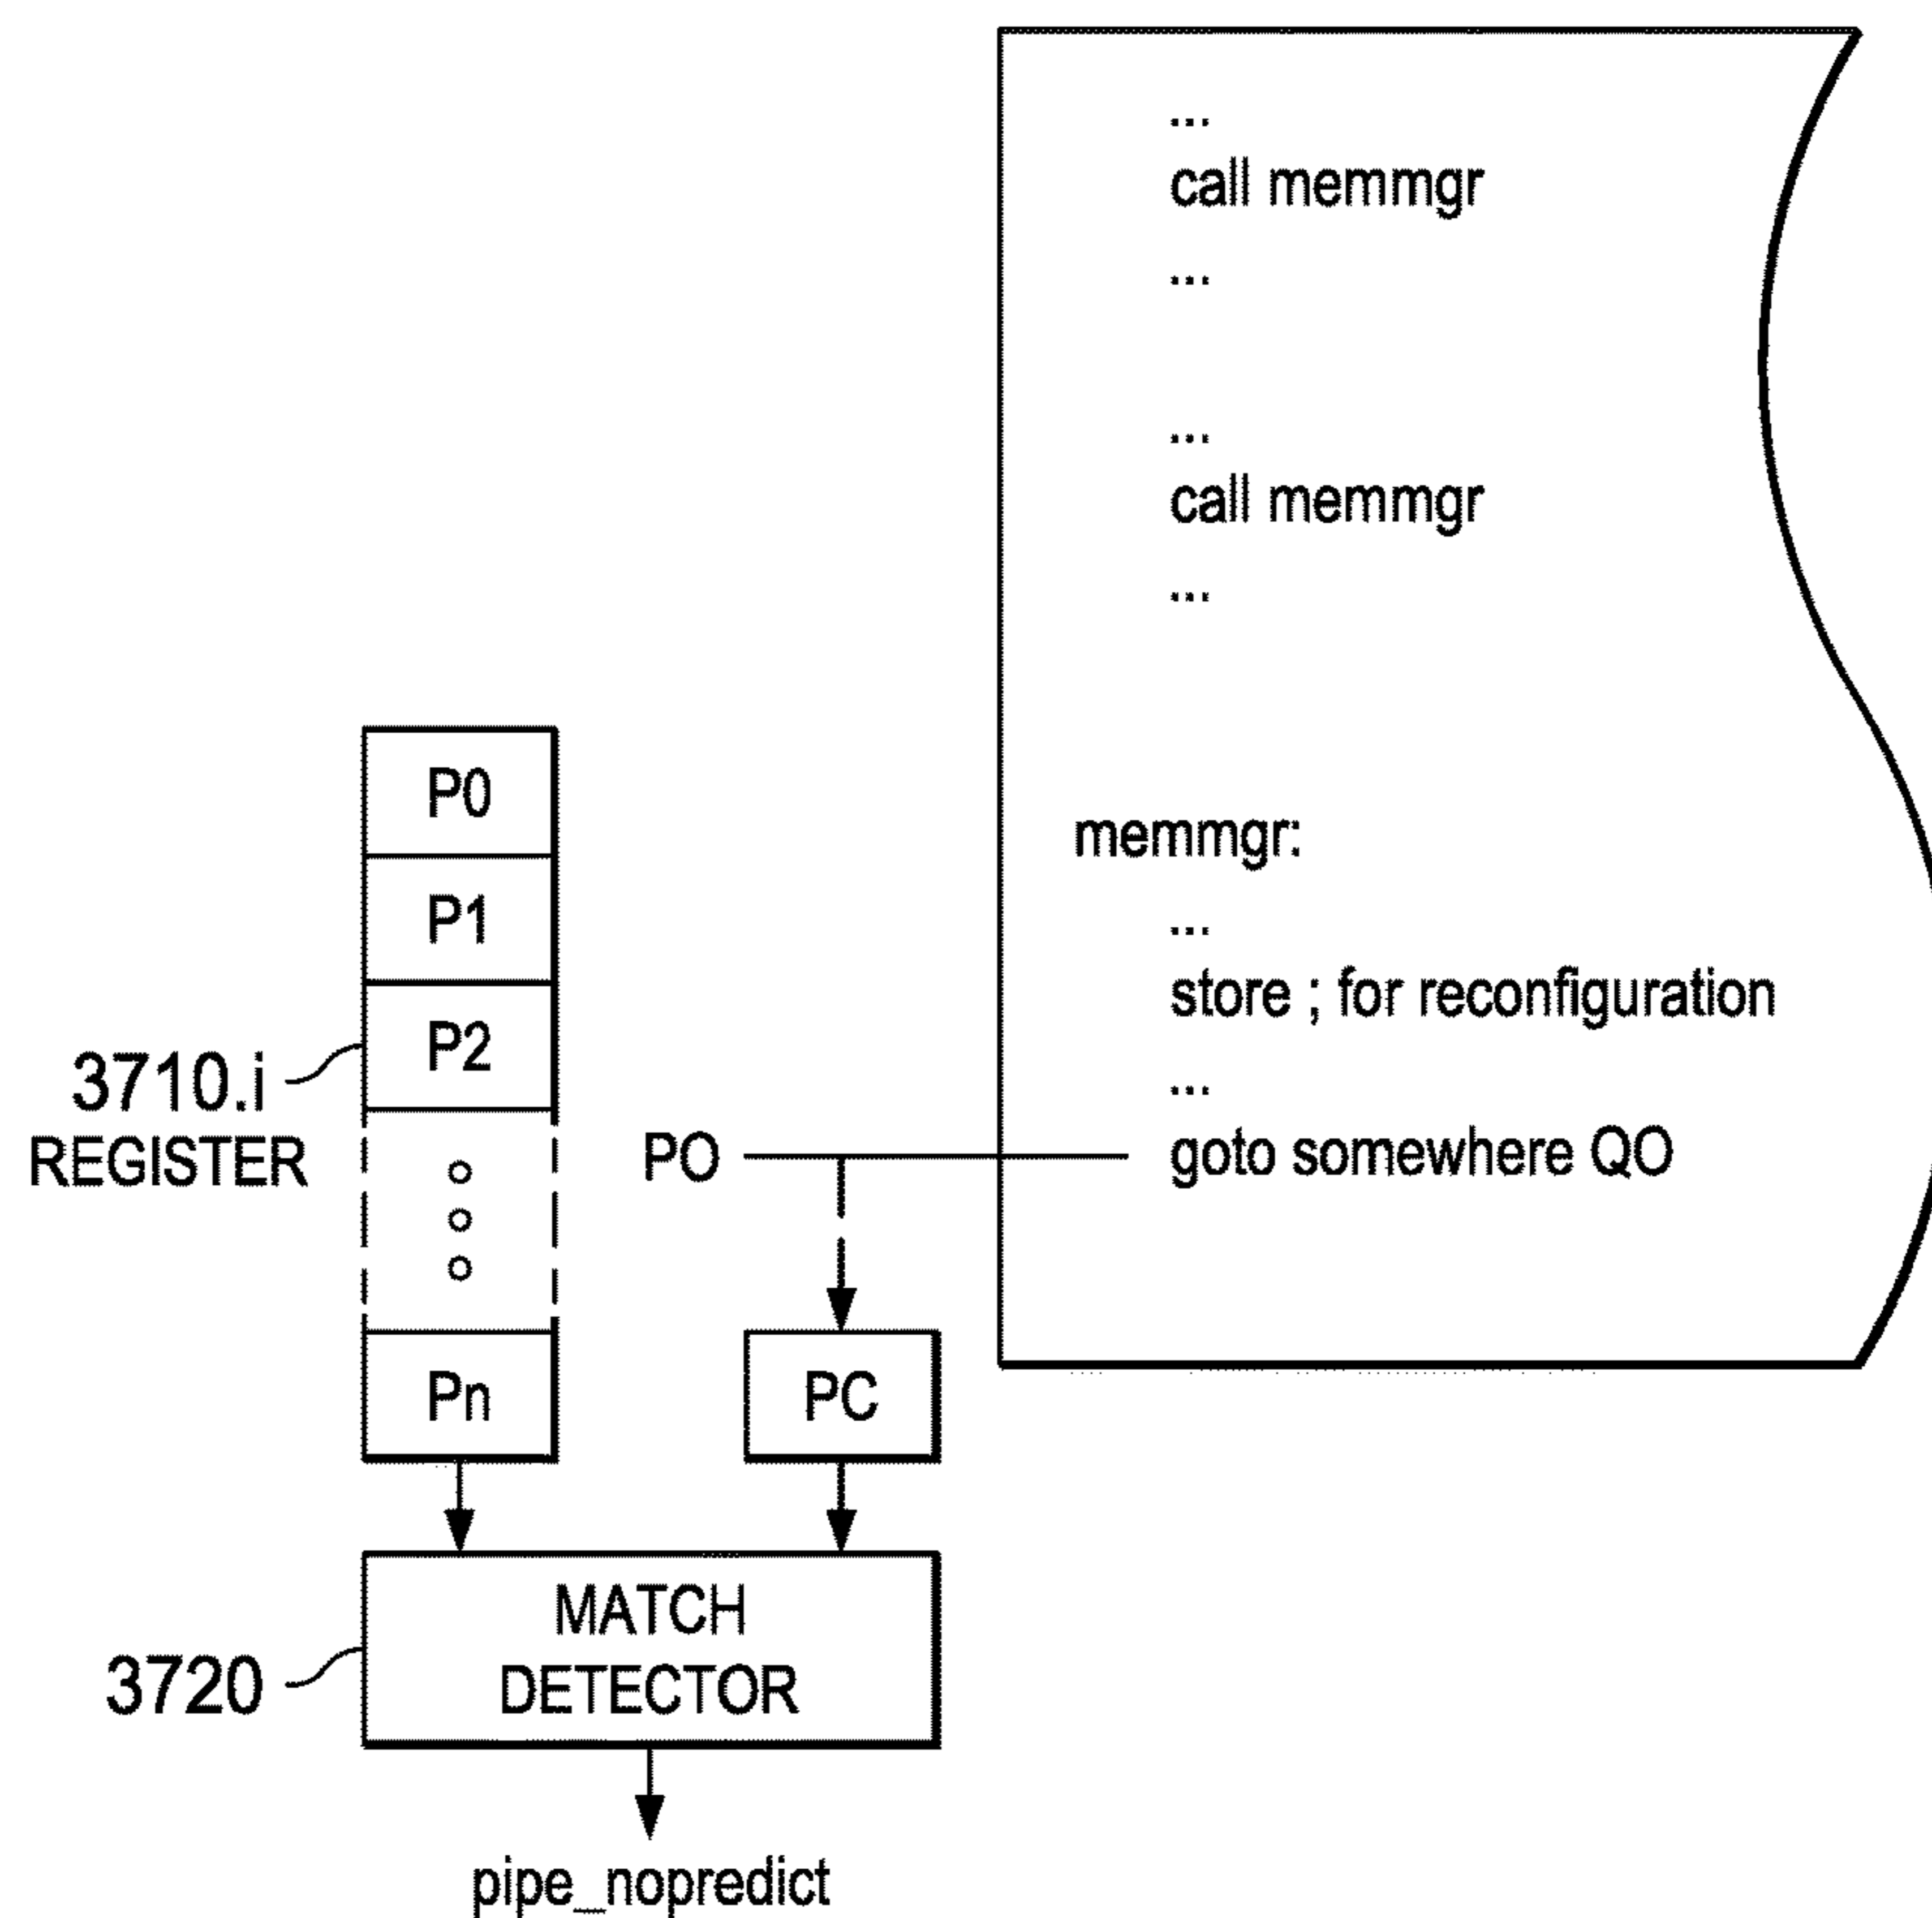 ...
call memmgr
...
...
call memmgr
...
memmgr:
...
store ; for reconfiguration
...
goto somewhere QO
P0
P1
P2
3710.i
REGISTER
PO
Pn
PC
MATCH
DETECTOR
3720
pipe_nopredict